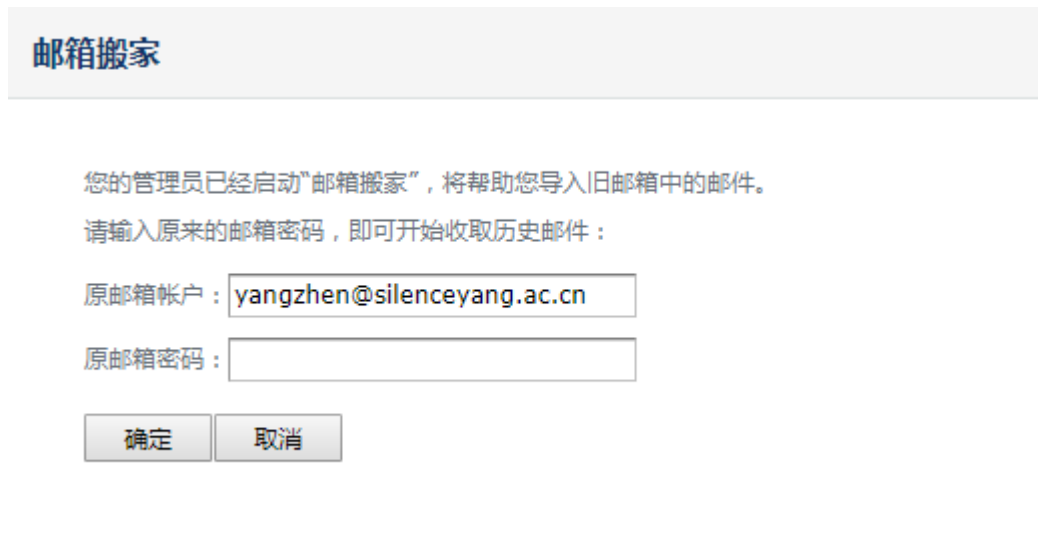 邮箱搬家
您的管理员已经启动“邮箱搬家”，将帮助您导入旧邮箱中的邮件。
请输入原来的邮箱密码，即可开始收取历史邮件：
原邮箱帐户：yangzhen@silenceyang.ac.cn
原邮箱密码：
确定 取消